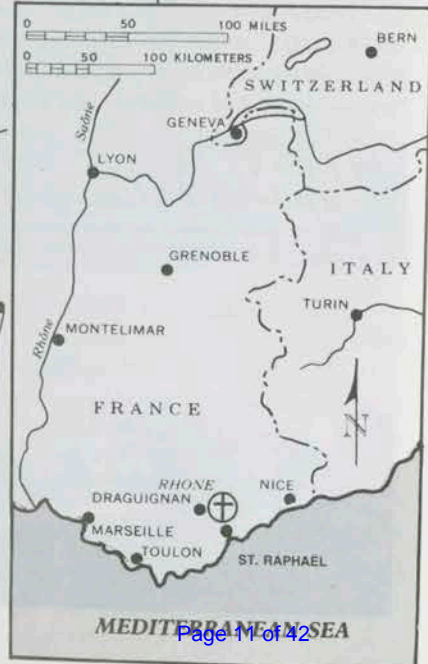 0 50 100 MILES
0 50 100 KILOMETERS
BERN
SWITZERLAND
GENEVA
Saône
LYON
GRENOBLE
ITALY
TURIN
Rhône
MONTELIMAR
N
FRANCE
RHONE
NICE
DRAGUIGNAN
MARSEILLE
TOULON
ST. RAPHAËL
MEDITERRANEAN SEA
Page 11 of 42